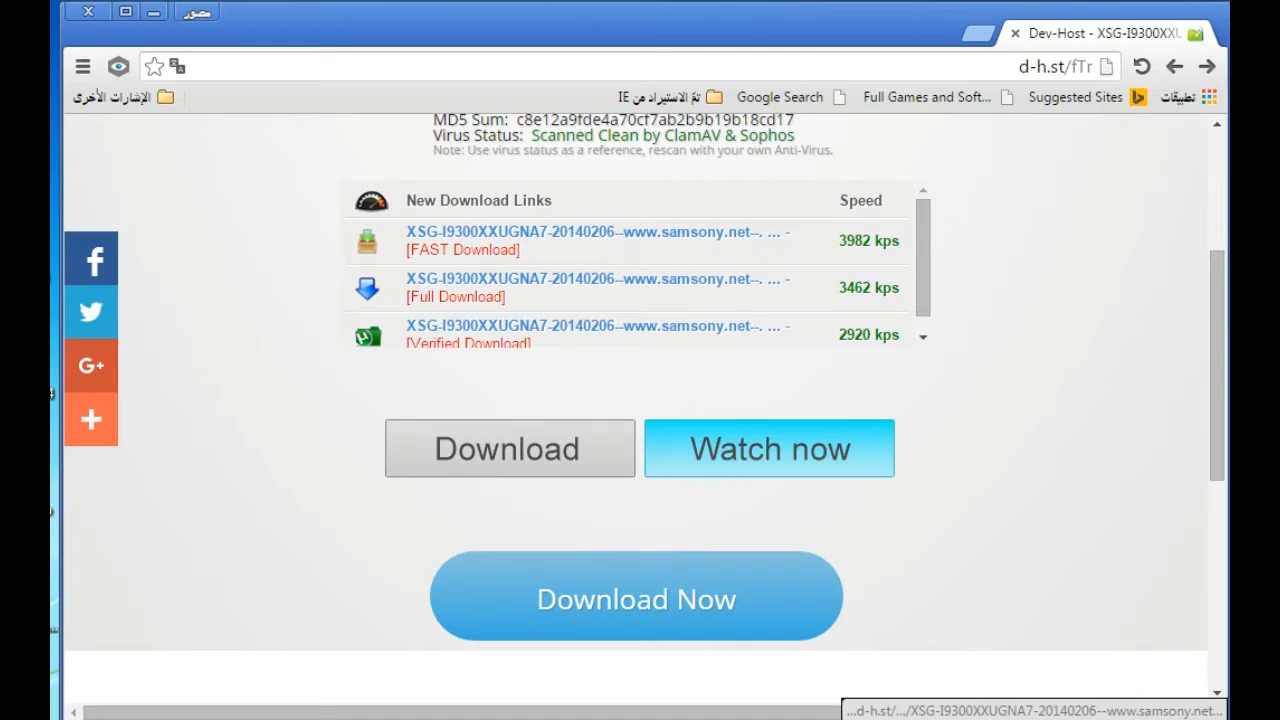 منصور
Dev-Host - XSG-I9300XXU
d-h.st/fTr
تطبيقات
Suggested Sites
Full Games and Soft...
Google Search
تمّ الاستيراد من IE
الإشارات الأخرى
MD5 Sum: c8e12a9fde4a70cf7ab2b9b19b18cd17
Virus Status: Scanned Clean by ClamAV & Sophos
Note: Use virus status as a reference, rescan with your own Anti-Virus.
New Download Links Speed
XSG-I9300XXUGNA7-20140206--www.samsony.net--. ... -
[FAST Download]
3982 kps
XSG-I9300XXUGNA7-20140206--www.samsony.net--. ... -
[Full Download]
3462 kps
XSG-I9300XXUGNA7-20140206--www.samsony.net--. ... -
[Verified Download]
2920 kps
Download
Watch now
Download Now
...d-h.st/.../XSG-I9300XXUGNA7-20140206--www.samsony.net...